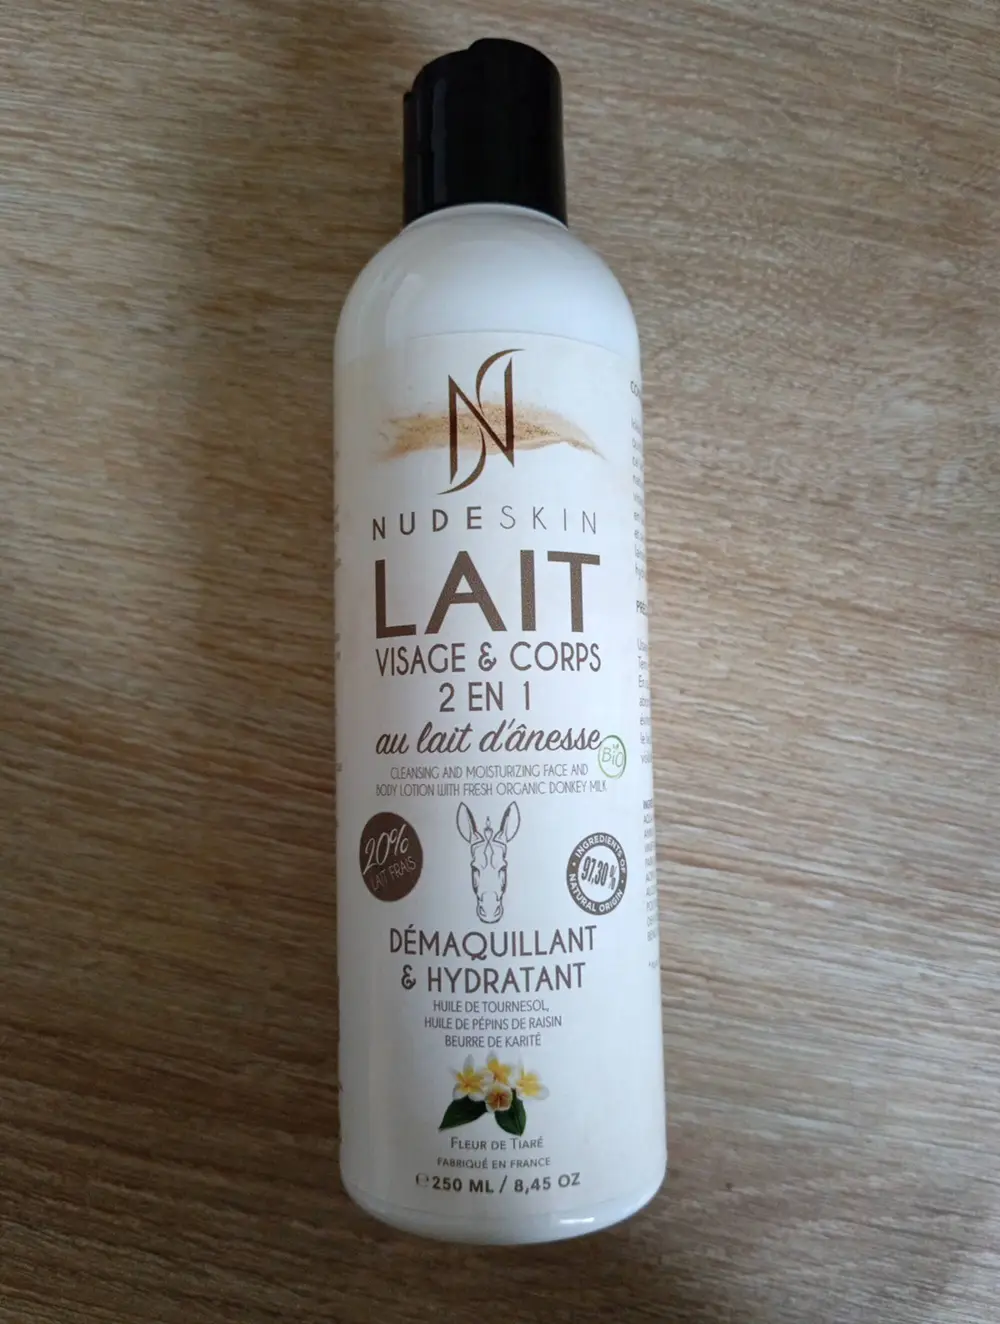 NUDESKIN
LAIT
VISAGE & CORPS
2 EN 1
au lait d'ânesse
BiO
CLEANSING AND MOISTURIZING FACE AND
BODY LOTION WITH FRESH ORGANIC DONKEY MILK
20%
LAIT FRAIS
INGREDIENTS OF
97,30 %
NATURAL ORIGIN
DÉMAQUILLANT
& HYDRATANT
HUILE DE TOURNESOL,
HUILE DE PÉPINS DE RAISIN
BEURRE DE KARITÉ
FLEUR DE TIARÉ
FABRIQUÉ EN FRANCE
℮250 ML / 8,45 OZ